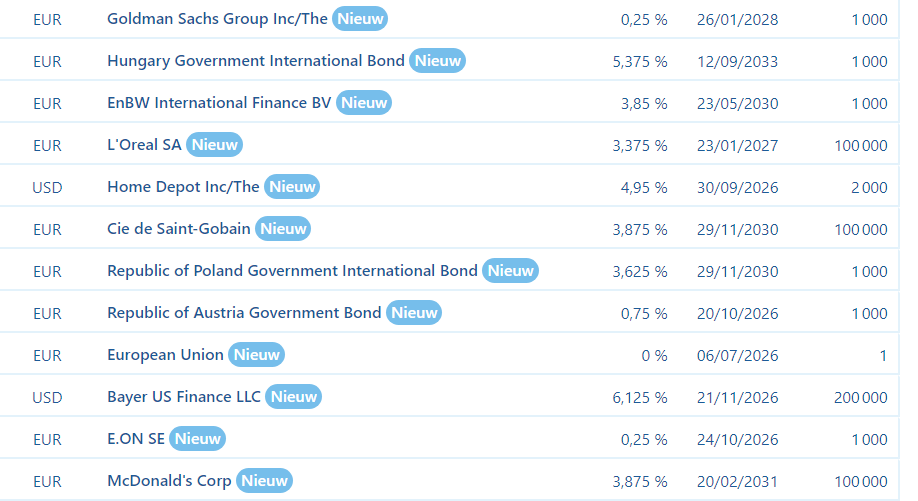 EUR Goldman Sachs Group Inc/The Nieuw 0,25 % 26/01/2028 1 000
EUR Hungary Government International Bond Nieuw 5,375 % 12/09/2033 1 000
EUR EnBW International Finance BV Nieuw 3,85 % 23/05/2030 1 000
EUR L'Oreal SA Nieuw 3,375 % 23/01/2027 100 000
USD Home Depot Inc/The Nieuw 4,95 % 30/09/2026 2 000
EUR Cie de Saint-Gobain Nieuw 3,875 % 29/11/2030 100 000
EUR Republic of Poland Government International Bond Nieuw 3,625 % 29/11/2030 1 000
EUR Republic of Austria Government Bond Nieuw 0,75 % 20/10/2026 1 000
EUR European Union Nieuw 0 % 06/07/2026 1
USD Bayer US Finance LLC Nieuw 6,125 % 21/11/2026 200 000
EUR E.ON SE Nieuw 0,25 % 24/10/2026 1 000
EUR McDonald's Corp Nieuw 3,875 % 20/02/2031 100 000